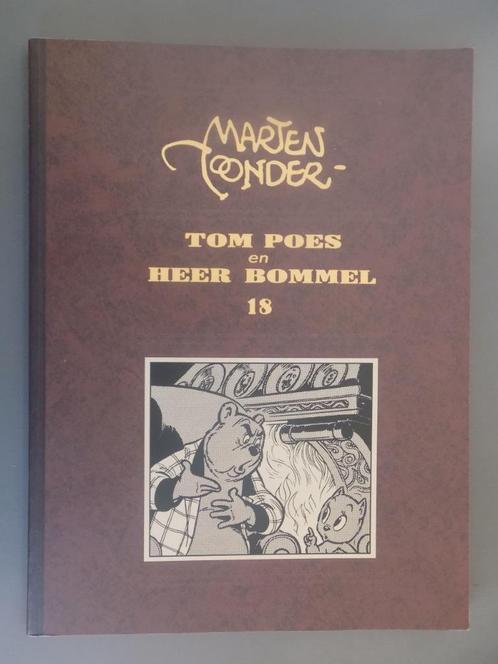 MARTEN
TOONDER-
TOM POES
en
HEER BOMMEL
18